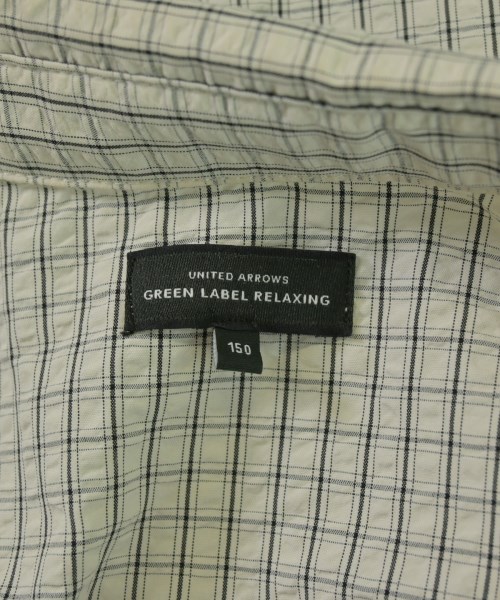 UNITED ARROWS
GREEN LABEL RELAXING
150